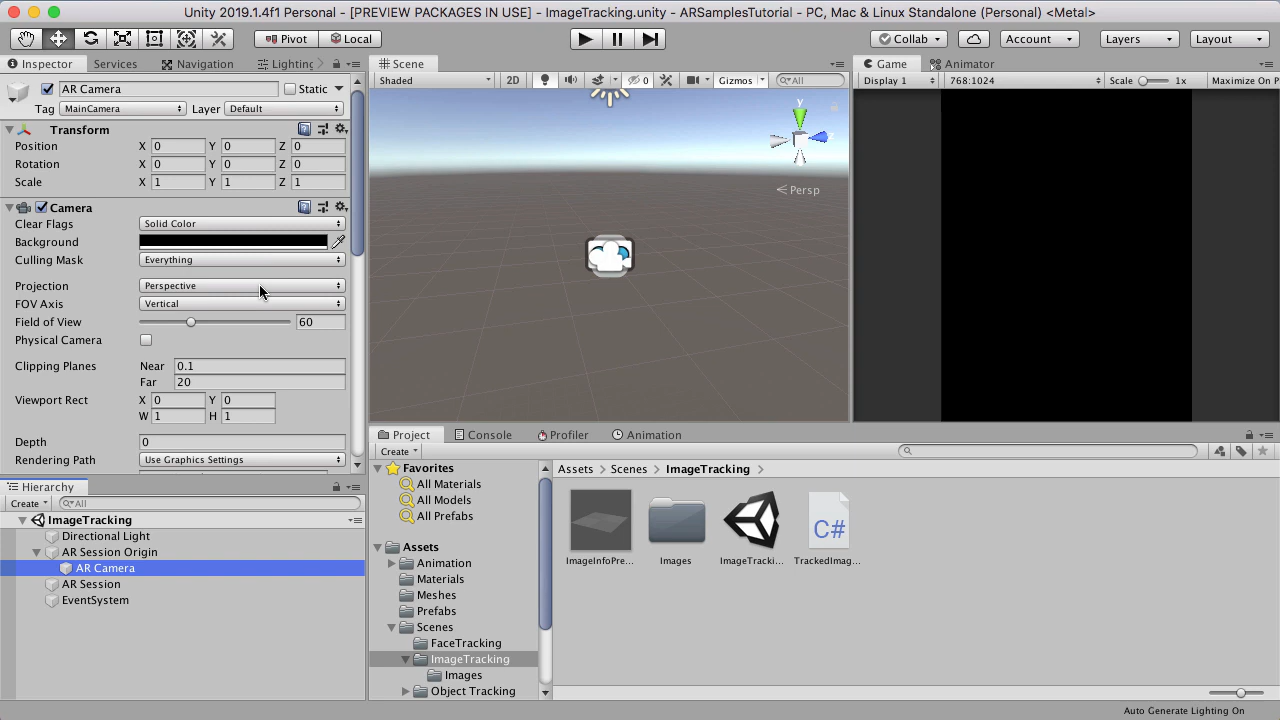 Unity 2019.1.4f1 Personal - [PREVIEW PACKAGES IN USE] - ImageTracking.unity - ARSampleTutorial - PC, Mac & Linux Standalone (Personal) <Metal>
Pivot Local Collab Account Layers Layout
Inspector Services Navigation Lighting
AR Camera Static
Tag MainCamera Layer Default
Transform
Position X 0 Y 0 Z 0
Rotation X 0 Y 0 Z 0
Scale X 1 Y 1 Z 1
Camera
Clear Flags Solid Color
Background
Culling Mask Everything
Projection Perspective
FOV Axis Vertical
Field of View 60
Physical Camera
Clipping Planes Near 0.1
Far 20
Viewport Rect X 0 Y 0
W 1 H 1
Depth 0
Rendering Path Use Graphics Settings
Scene
Shaded 2D 0 Gizmos All
y
Persp
Game Animator
Display 1 768:1024 Scale 1x Maximize On P
Hierarchy
Create All
ImageTracking
Directional Light
AR Session Origin
AR Camera
AR Session
EventSystem
Project Console Profiler Animation
Create
Favorites
All Materials
All Models
All Prefabs
Assets
Animation
Materials
Meshes
Prefabs
Scenes
FaceTracking
ImageTracking
Images
Object Tracking
Assets Scenes ImageTracking
C#
ImageInfoPre... Images ImageTracki... TrackedImag...
Auto Generate Lighting On